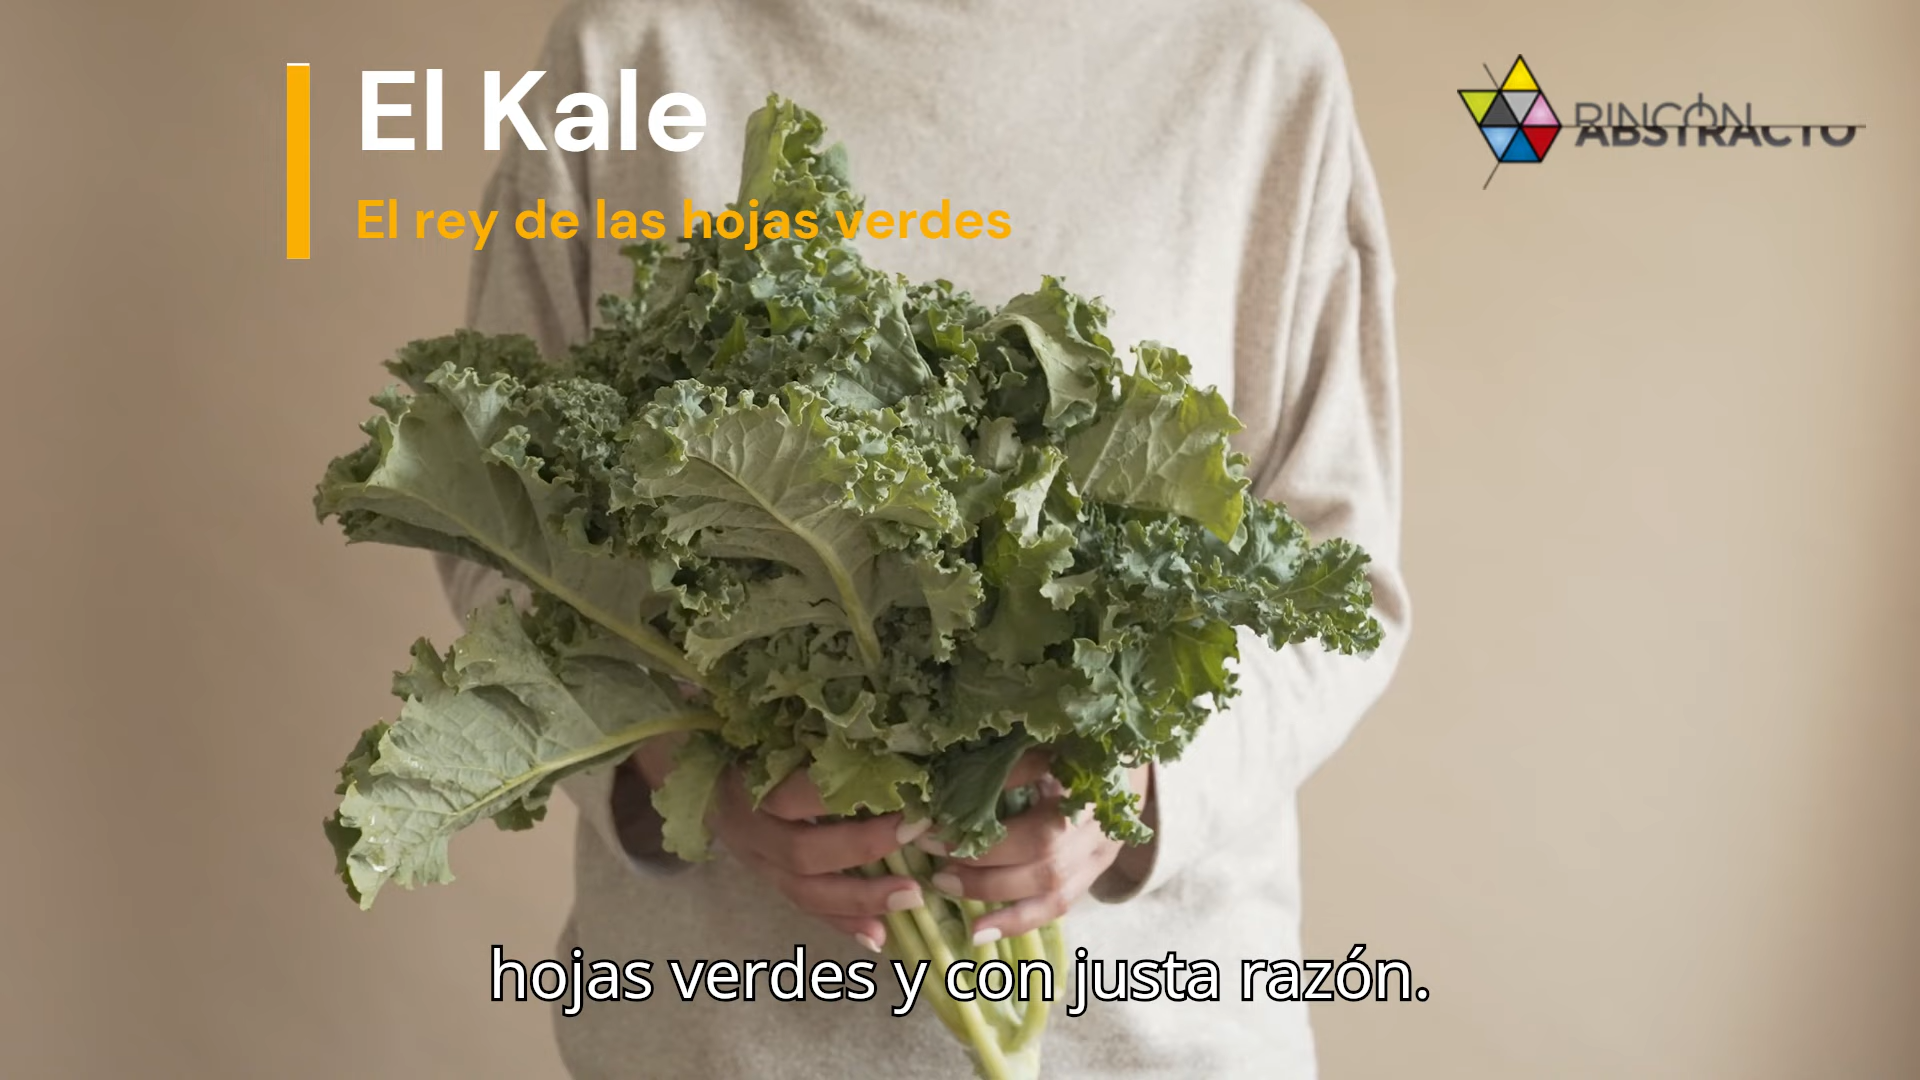 El Kale
El rey de las hojas verdes
RINCÓN
ABSTRACTO
hojas verdes y con justa razón.